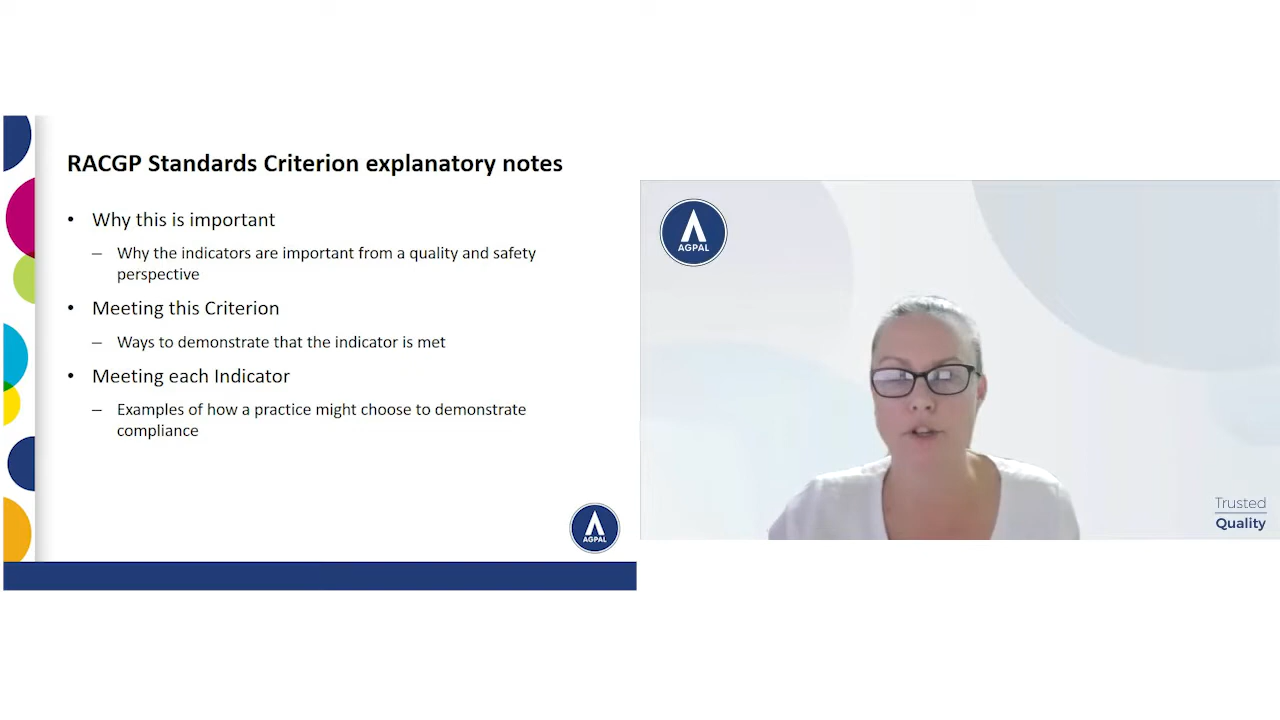 RACGP Standards Criterion explanatory notes
• Why this is important
– Why the indicators are important from a quality and safety
perspective
• Meeting this Criterion
– Ways to demonstrate that the indicator is met
• Meeting each Indicator
– Examples of how a practice might choose to demonstrate
compliance
AGPAL
AGPAL
Trusted
Quality